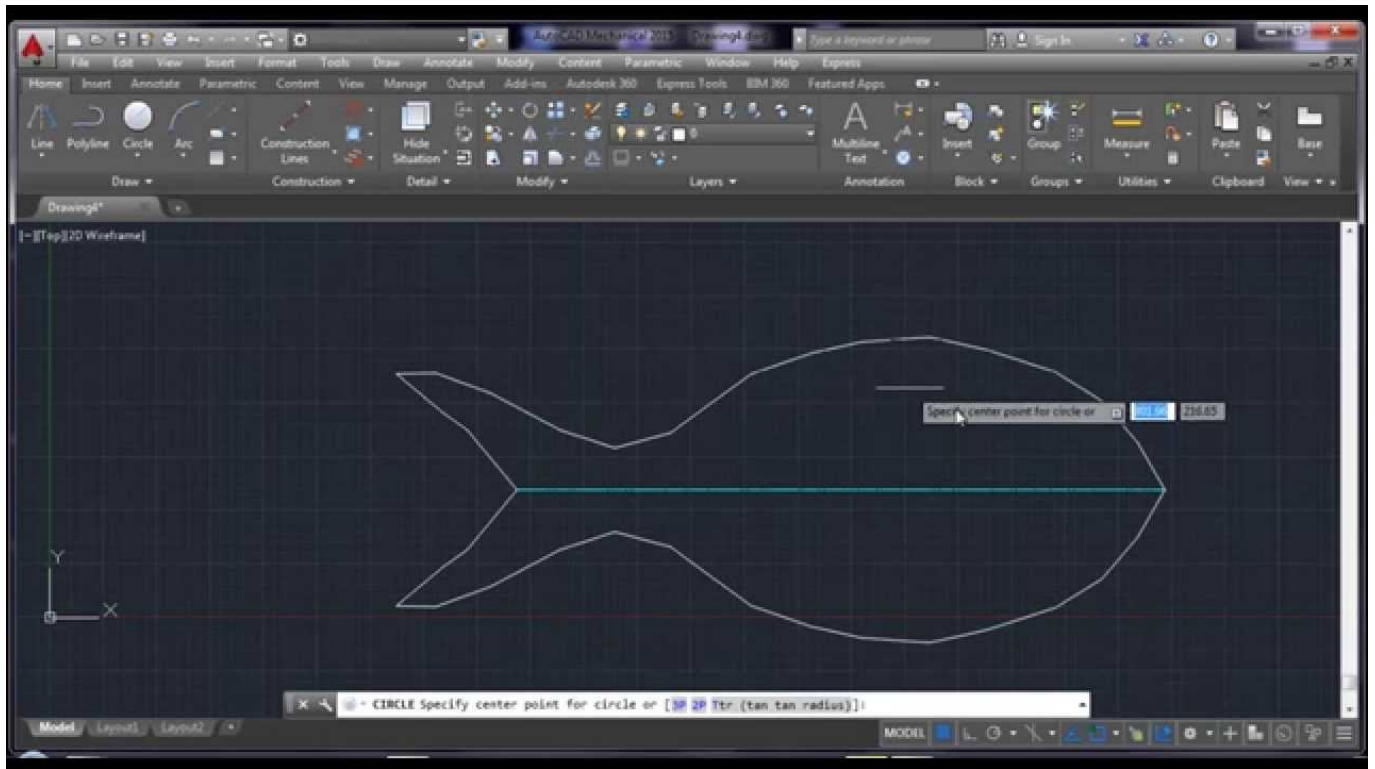 AutoCAD Mechanical 2015 Drawing4.dwg Type a keyword or phrase Sign In
File Edit View Insert Format Tools Draw Annotate Modify Content Parametric Window Help Express
Home Insert Annotate Parametric Content View Manage Output Add-ins Autodesk 360 Express Tools BIM 360 Featured Apps
Line Polyline Circle Arc Construction Lines Hide Situation 0 Multiline Text Insert Group Measure Paste Base
Draw Construction Detail Modify Layers Annotation Block Groups Utilities Clipboard View
Drawing4*
[−][Top][2D Wireframe]
Specify center point for circle or 216.65
Y
X
CIRCLE Specify center point for circle or [3P 2P Ttr (tan tan radius)]:
Model Layout1 Layout2 +
MODEL